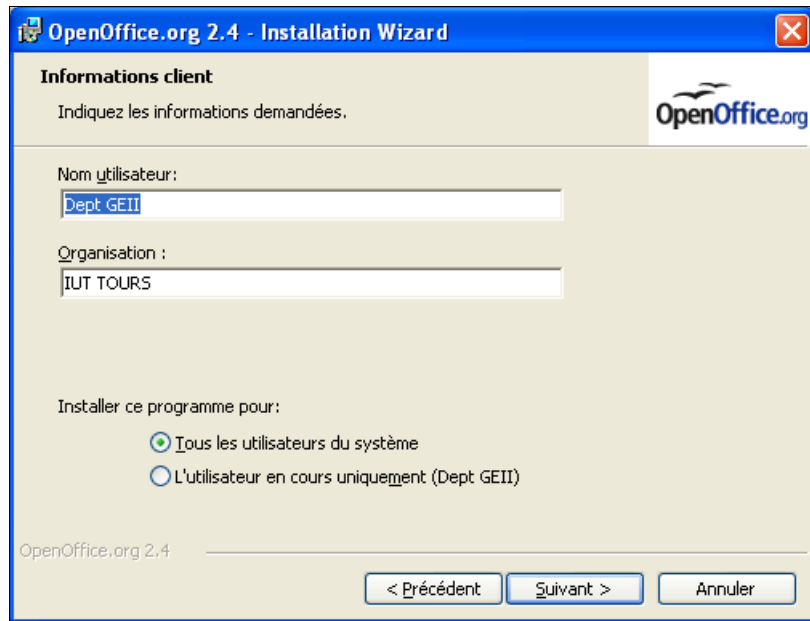 OpenOffice.org 2.4 - Installation Wizard
Informations client
Indiquez les informations demandées.
OpenOffice.org
Nom utilisateur:
Dept GEII
Organisation :
IUT TOURS
Installer ce programme pour:
Tous les utilisateurs du système
L'utilisateur en cours uniquement (Dept GEII)
OpenOffice.org 2.4
< Précédent
Suivant >
Annuler